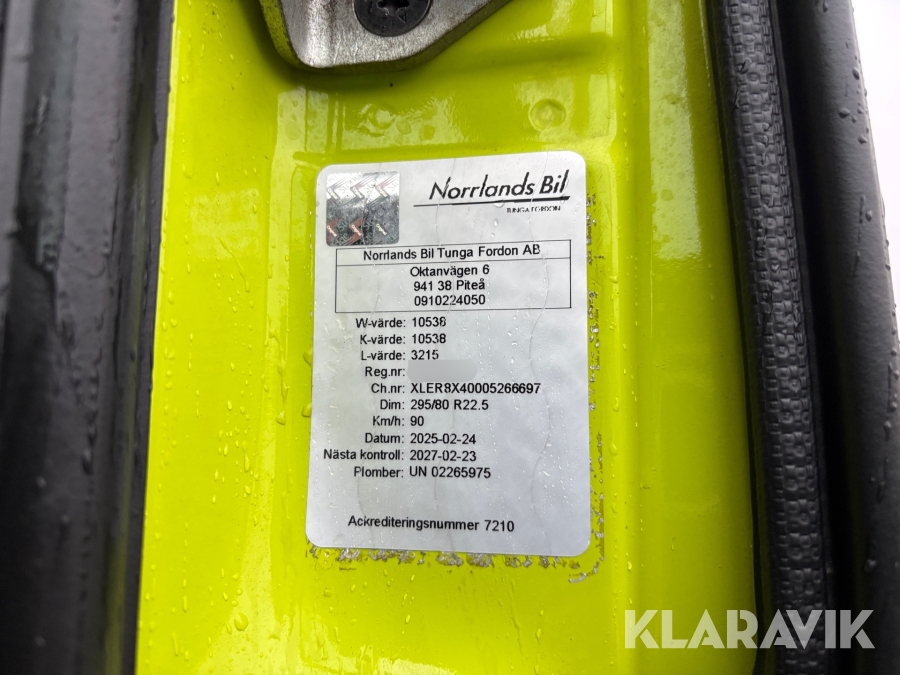 KLARAVIK
Norrlands Bil
TUNGA FORDON
Norrlands Bil Tunga Fordon AB
Oktanvägen 6
941 38 Piteå
0910224050
W-värde: 10538
K-värde: 10538
L-värde: 3215
Reg.nr:
Ch.nr: XLER8X40005266697
Dim: 295/80 R22.5
Km/h: 90
Datum: 2025-02-24
Nästa kontroll: 2027-02-23
Plomber: UN 02265975
Ackrediteringsnummer 7210
KLARAVIK